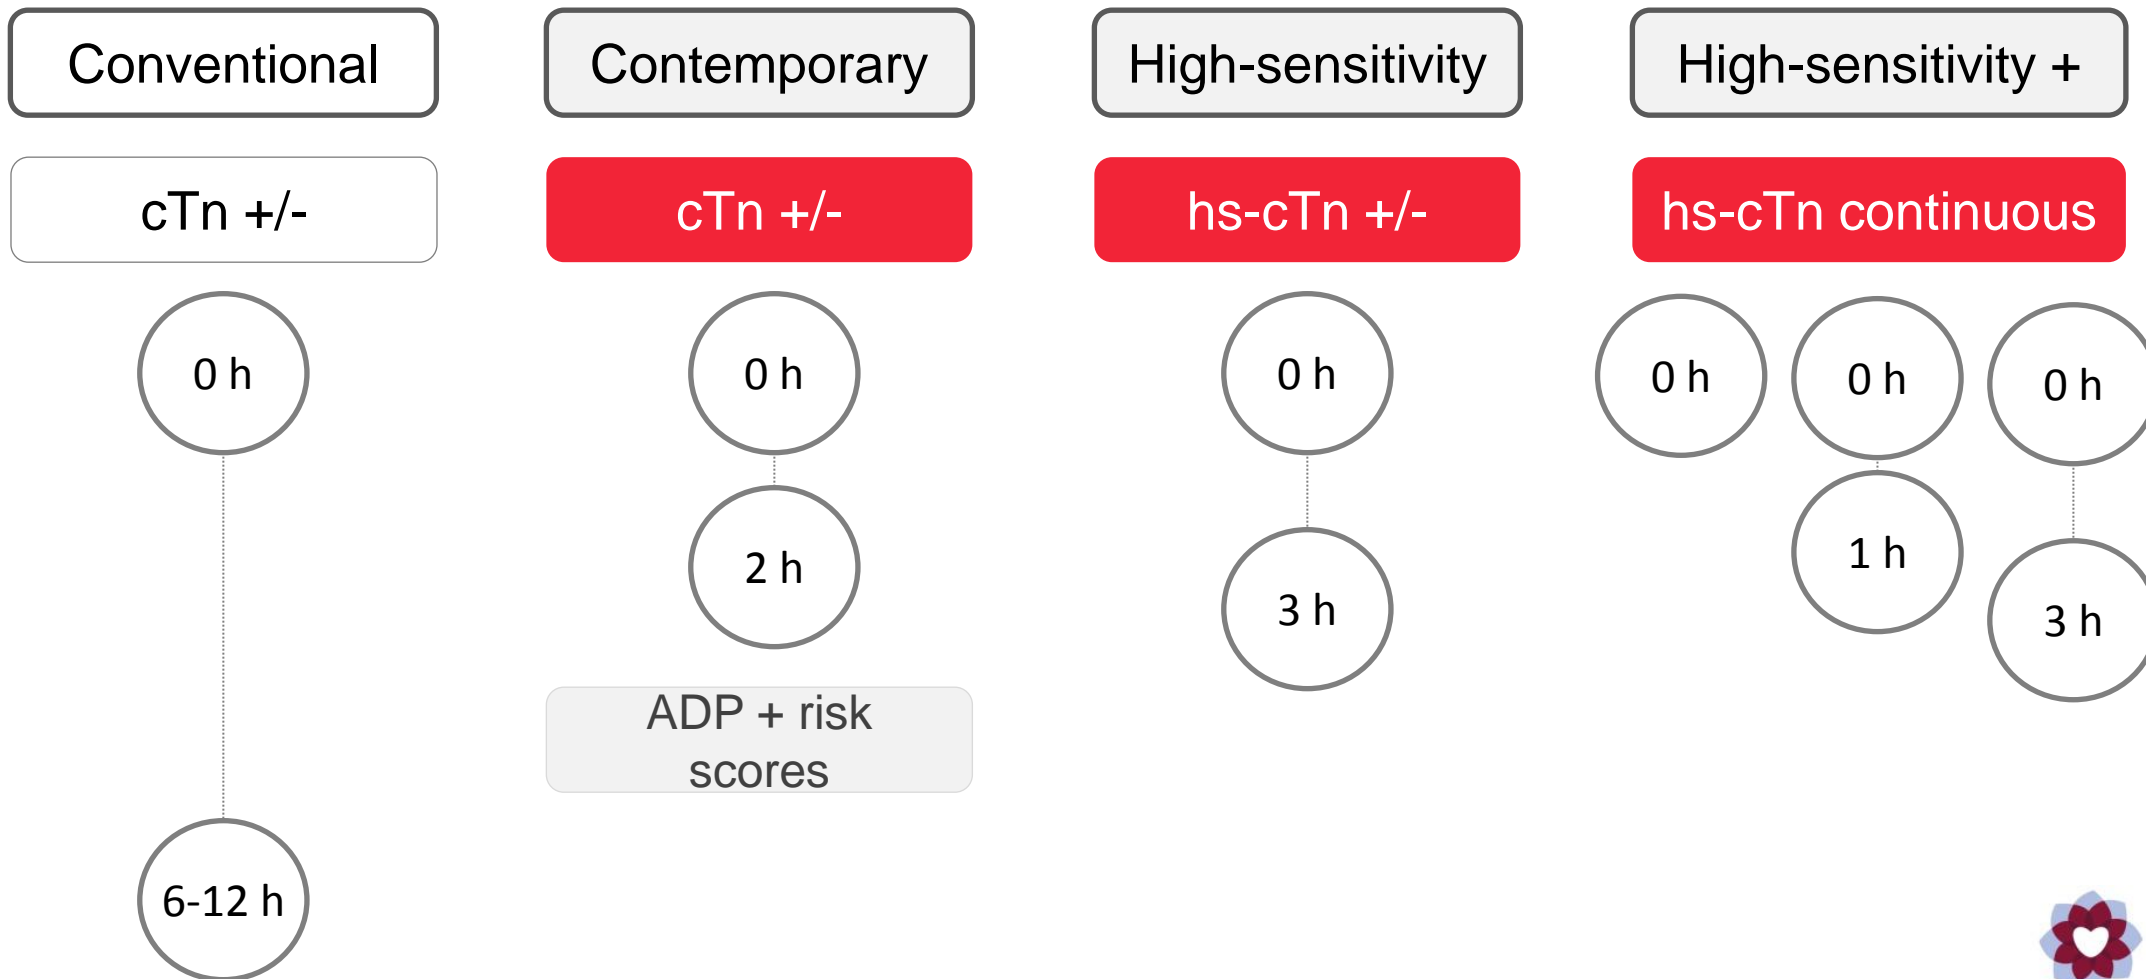 Conventional
Contemporary
High-sensitivity
High-sensitivity +
cTn +/-
cTn +/-
hs-cTn +/-
hs-cTn continuous
0 h
0 h
0 h
0 h
0 h
0 h
2 h
3 h
1 h
3 h
ADP + risk
scores
6-12 h